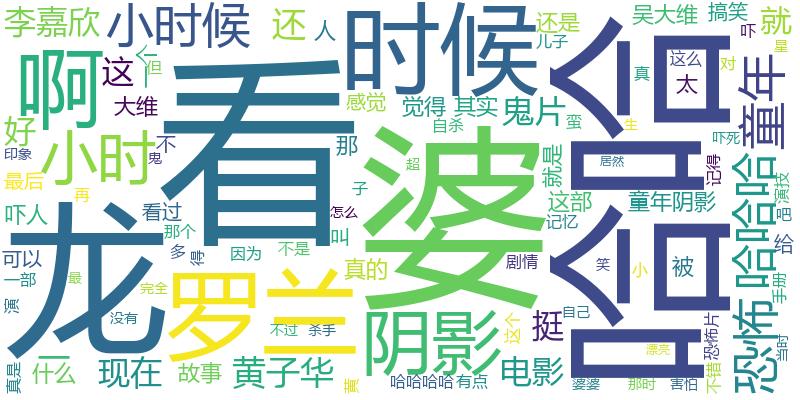 李嘉欣
小时候
还
人
时候
还是
儿子
吴大维
搞笑
吓
就
星
啊
这
个
但
大维
感觉
觉得
其实
鬼片
自杀
蛮
真
这么
太
对
童年
看
哈哈
好
印象
小时
不
鬼
那
婆
超
就是
居然
生
吓死
记得
哈哈哈
演技
吕
最后
再
吓人
看过
那个
子
怎么
叫
记忆
这部
童年阴影
给
手册
可以
一部
多
得
因为
不是
真的
剧情
笑
小
被
恐怖
龙
演
最
没有
完全
罗兰
不过
杀手
阴影
这个
挺
自己
漂亮
恐怖片
当时
真是
什么
现在
故事
黄子华
黄
哈哈哈哈
有点
电影
婆婆
那时
害怕
不错